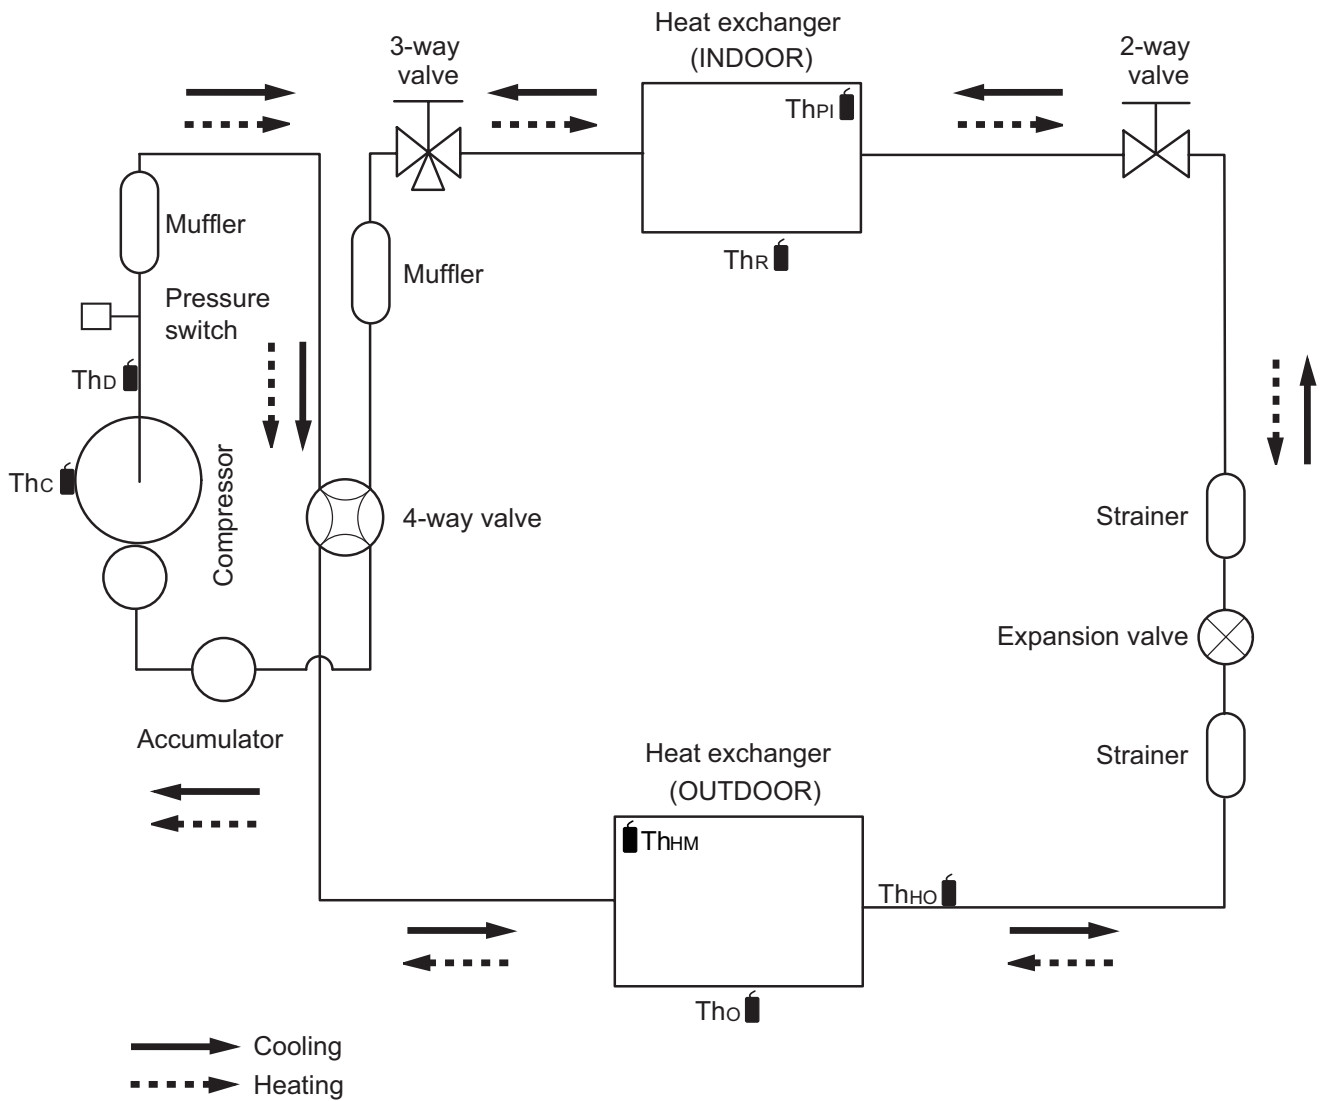 Heat exchanger
(INDOOR)
3-way
valve
2-way
valve
ThPI
Muffler
ThR
Muffler
Pressure
switch
ThD
Compressor
ThC
4-way valve
Strainer
Expansion valve
Strainer
Accumulator
Heat exchanger
(OUTDOOR)
ThHM
ThHO
ThO
Cooling
Heating